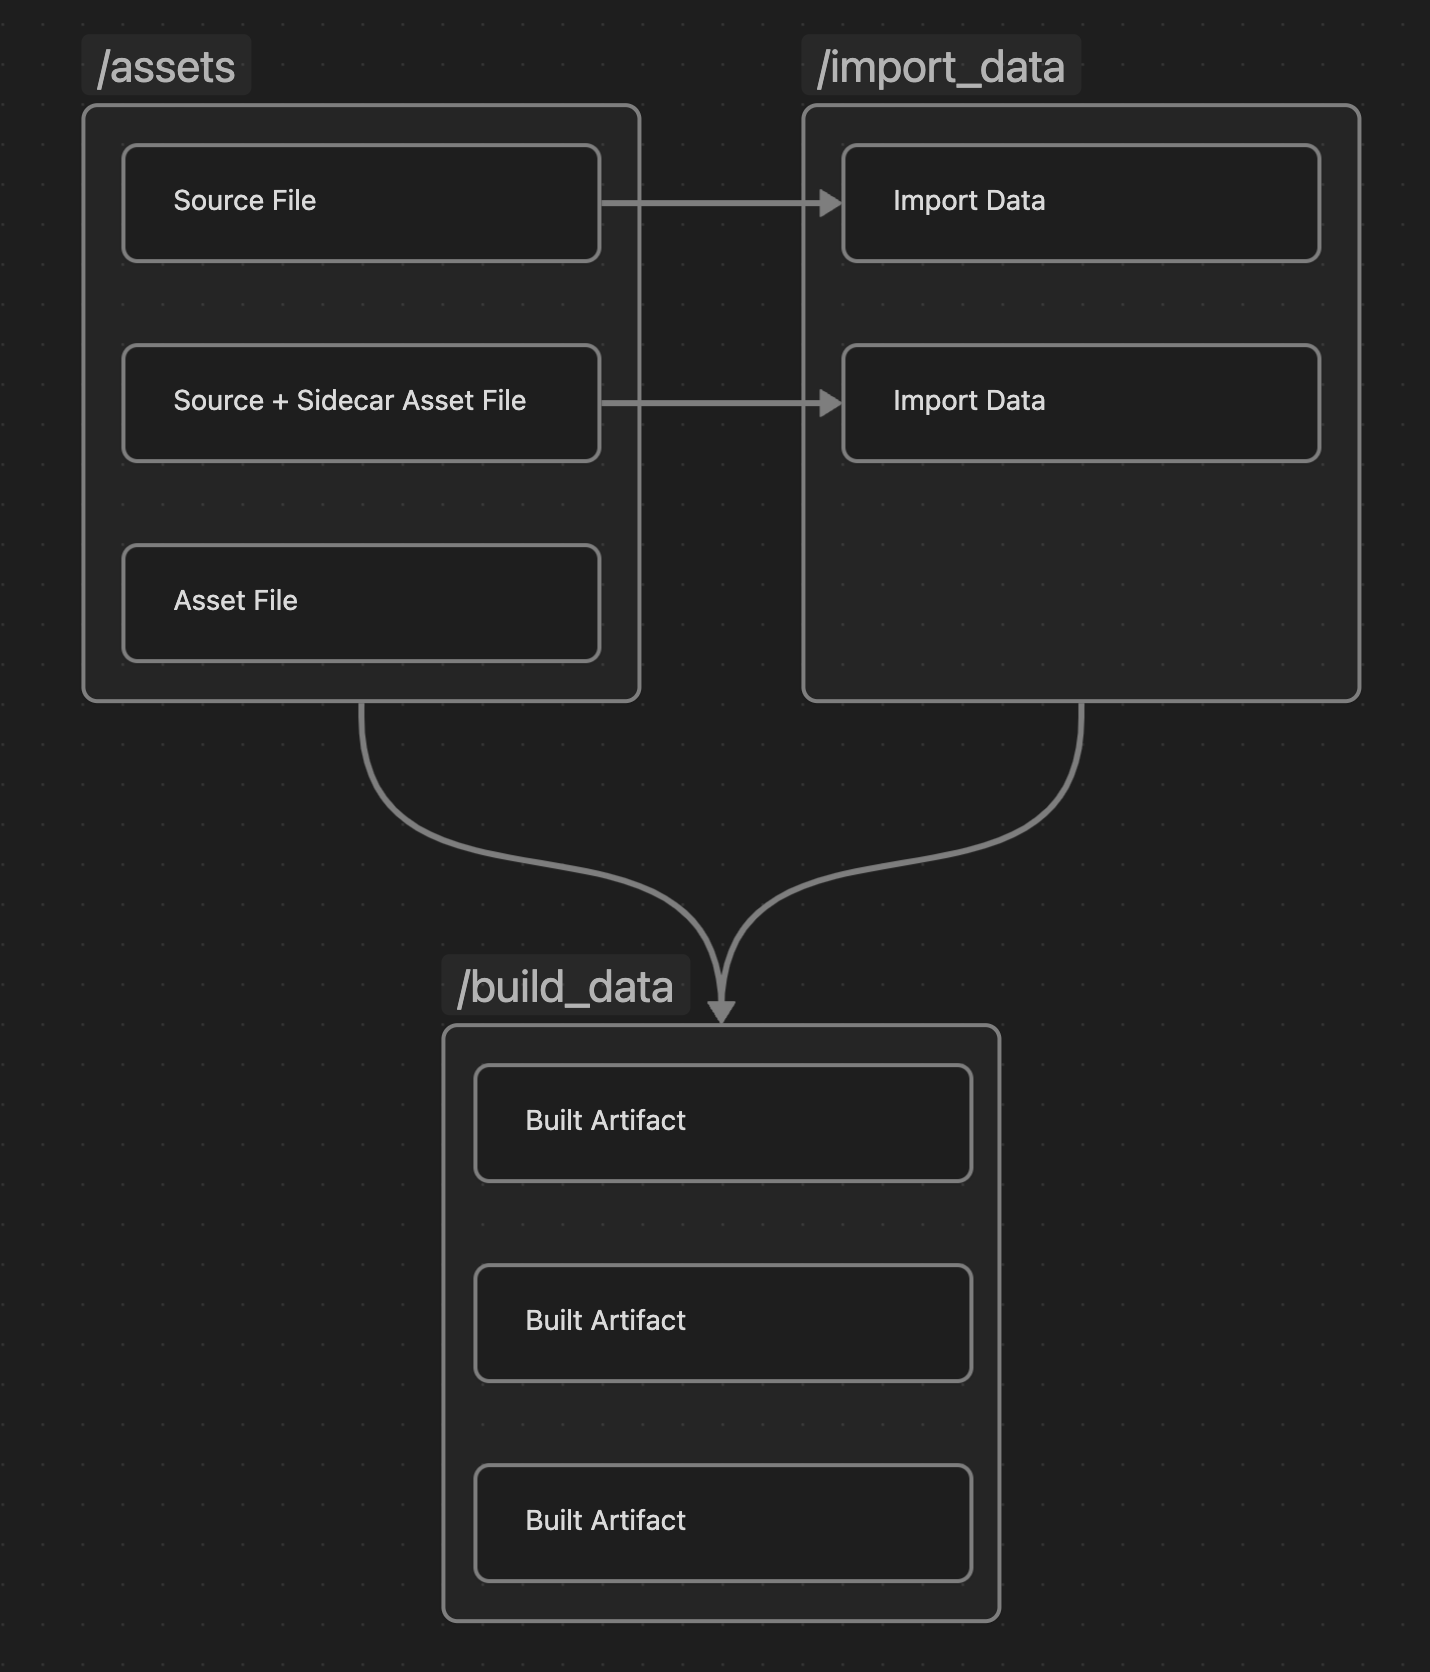 /assets
/import_data
Source File
Import Data
Source + Sidecar Asset File
Import Data
Asset File
/build_data
Built Artifact
Built Artifact
Built Artifact